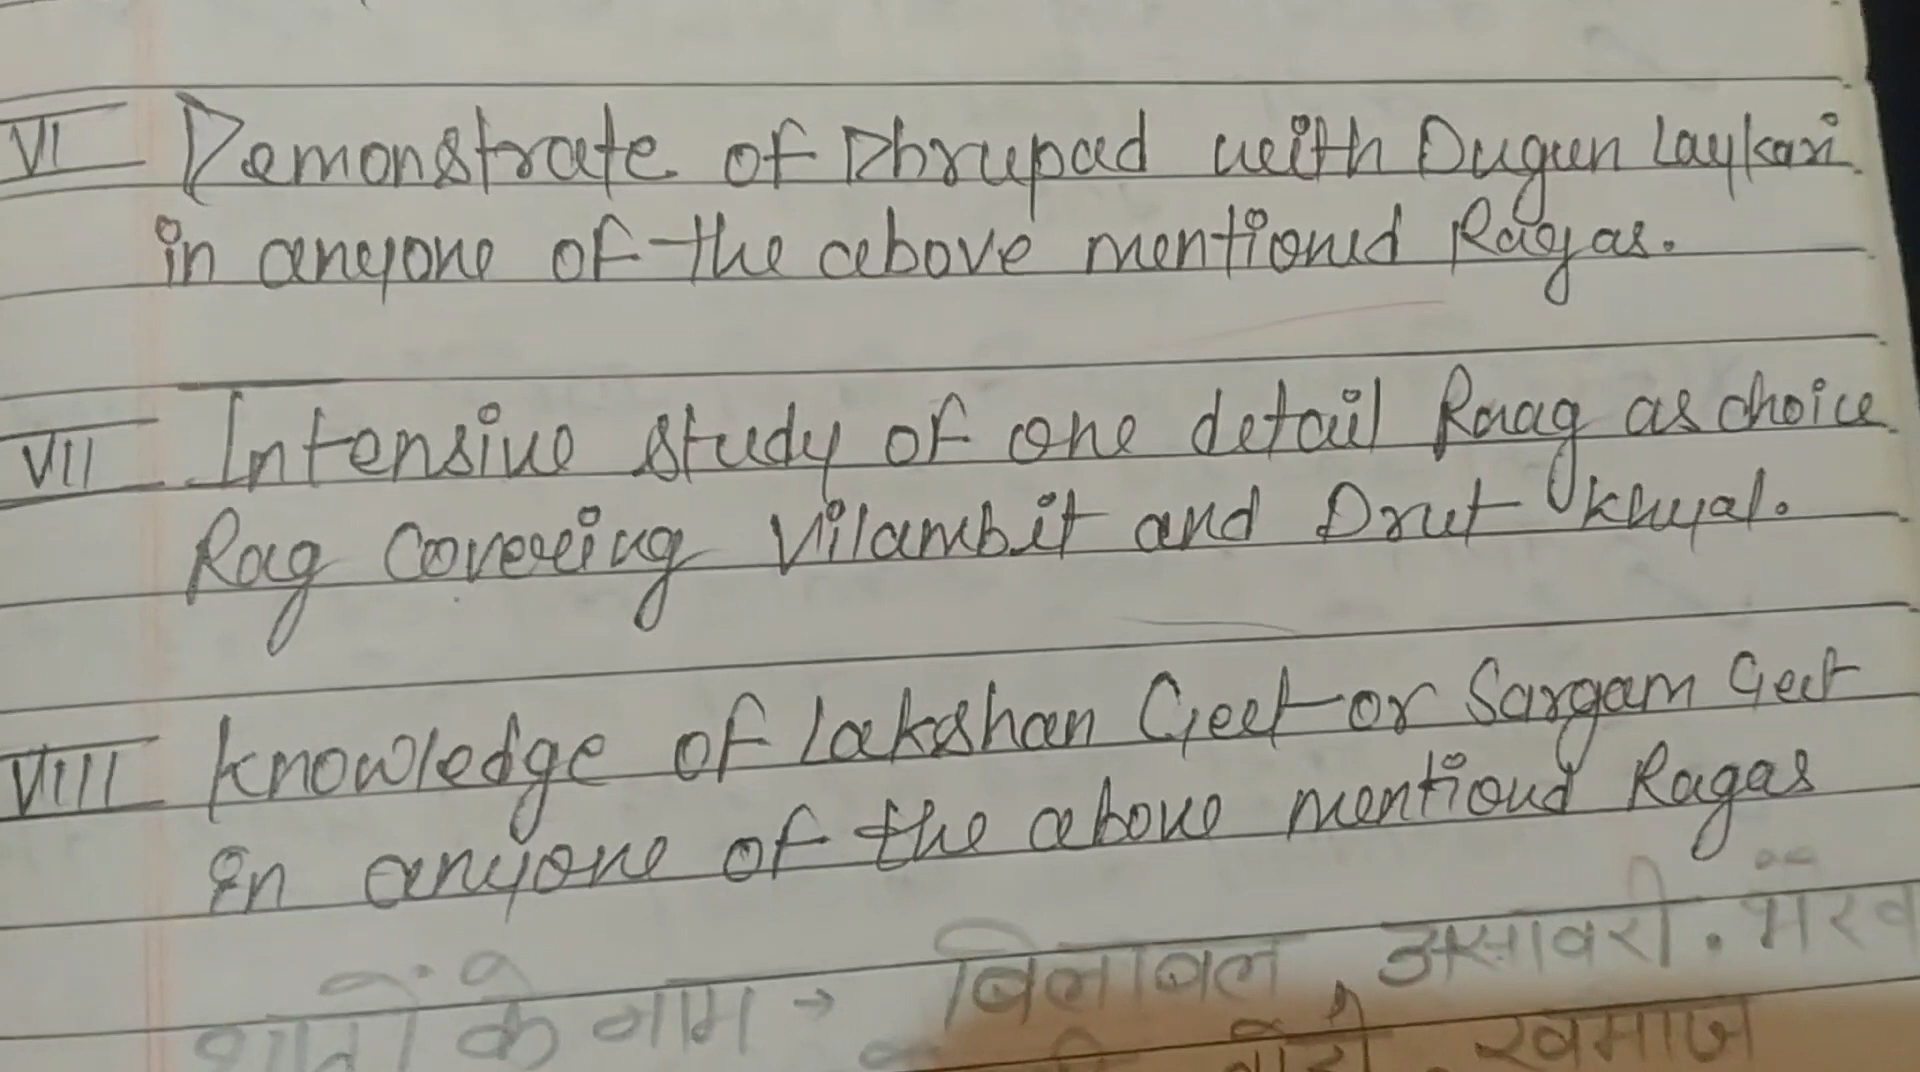 VI Demonstrate of Dhrupad with Dugun Laykari
in anyone of the above mentioned Ragas.
VII Intensive study of one detail Raag as choice
Rag Covering Vilambit and Drut Khyal.
VIII Knowledge of Lakshan Geet or Sargam Geet
in anyone of the above mentioned Ragas
थातों के नाम → बिलाबल, असावरी. भैरव
खमाज